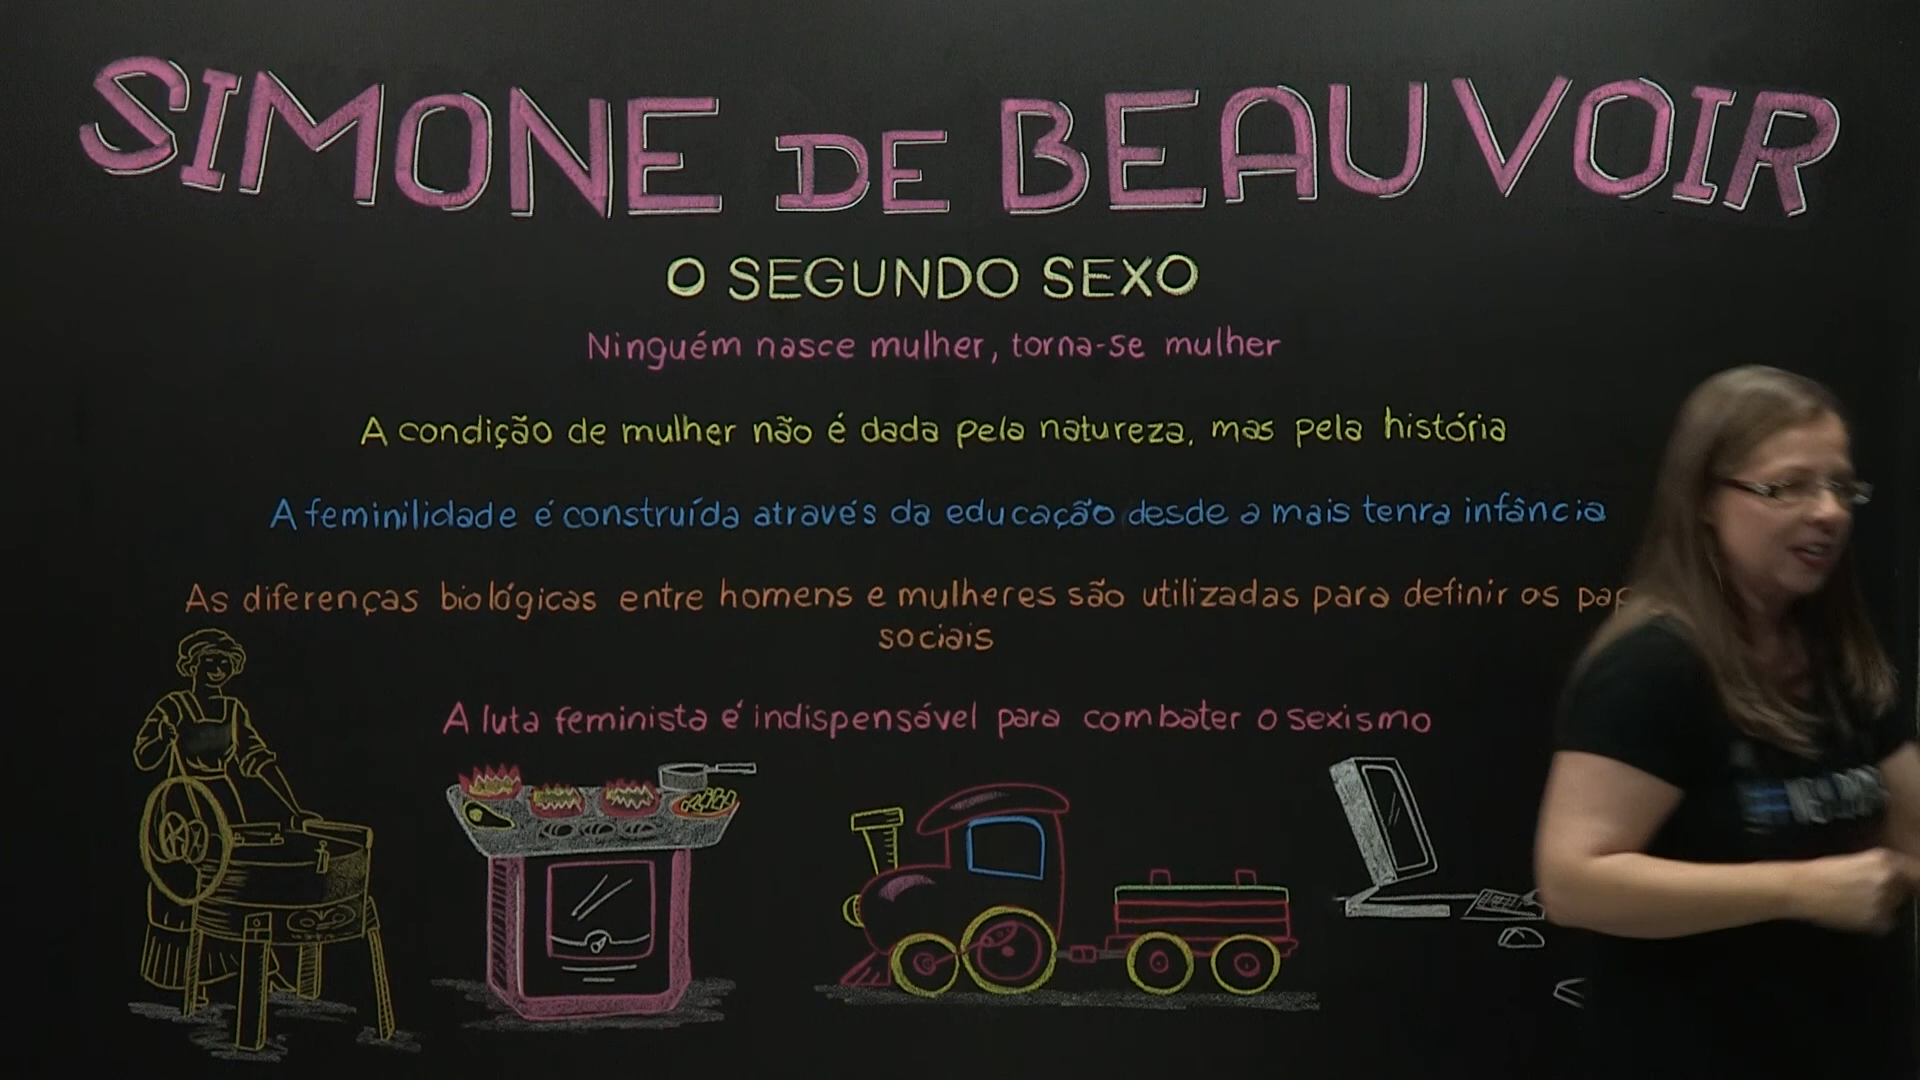 SIMONE DE BEAUVOIR
O SEGUNDO SEXO
Ninguém nasce mulher, torna-se mulher
A condição de mulher não é dada pela natureza, mas pela história
A feminilidade é construída através da educação desde a mais tenra infância
As diferenças biológicas entre homens e mulheres são utilizadas para definir os
sociais
A luta feminista é indispensável para combater o sexismo